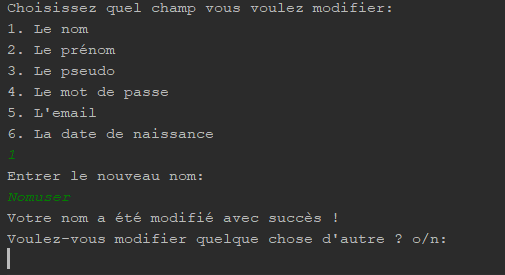 Choisissez quel champ vous voulez modifier:
1. Le nom
2. Le prénom
3. Le pseudo
4. Le mot de passe
5. L'email
6. La date de naissance
1
Entrer le nouveau nom:
Nomuser
Votre nom a été modifié avec succès !
Voulez-vous modifier quelque chose d'autre ? o/n: